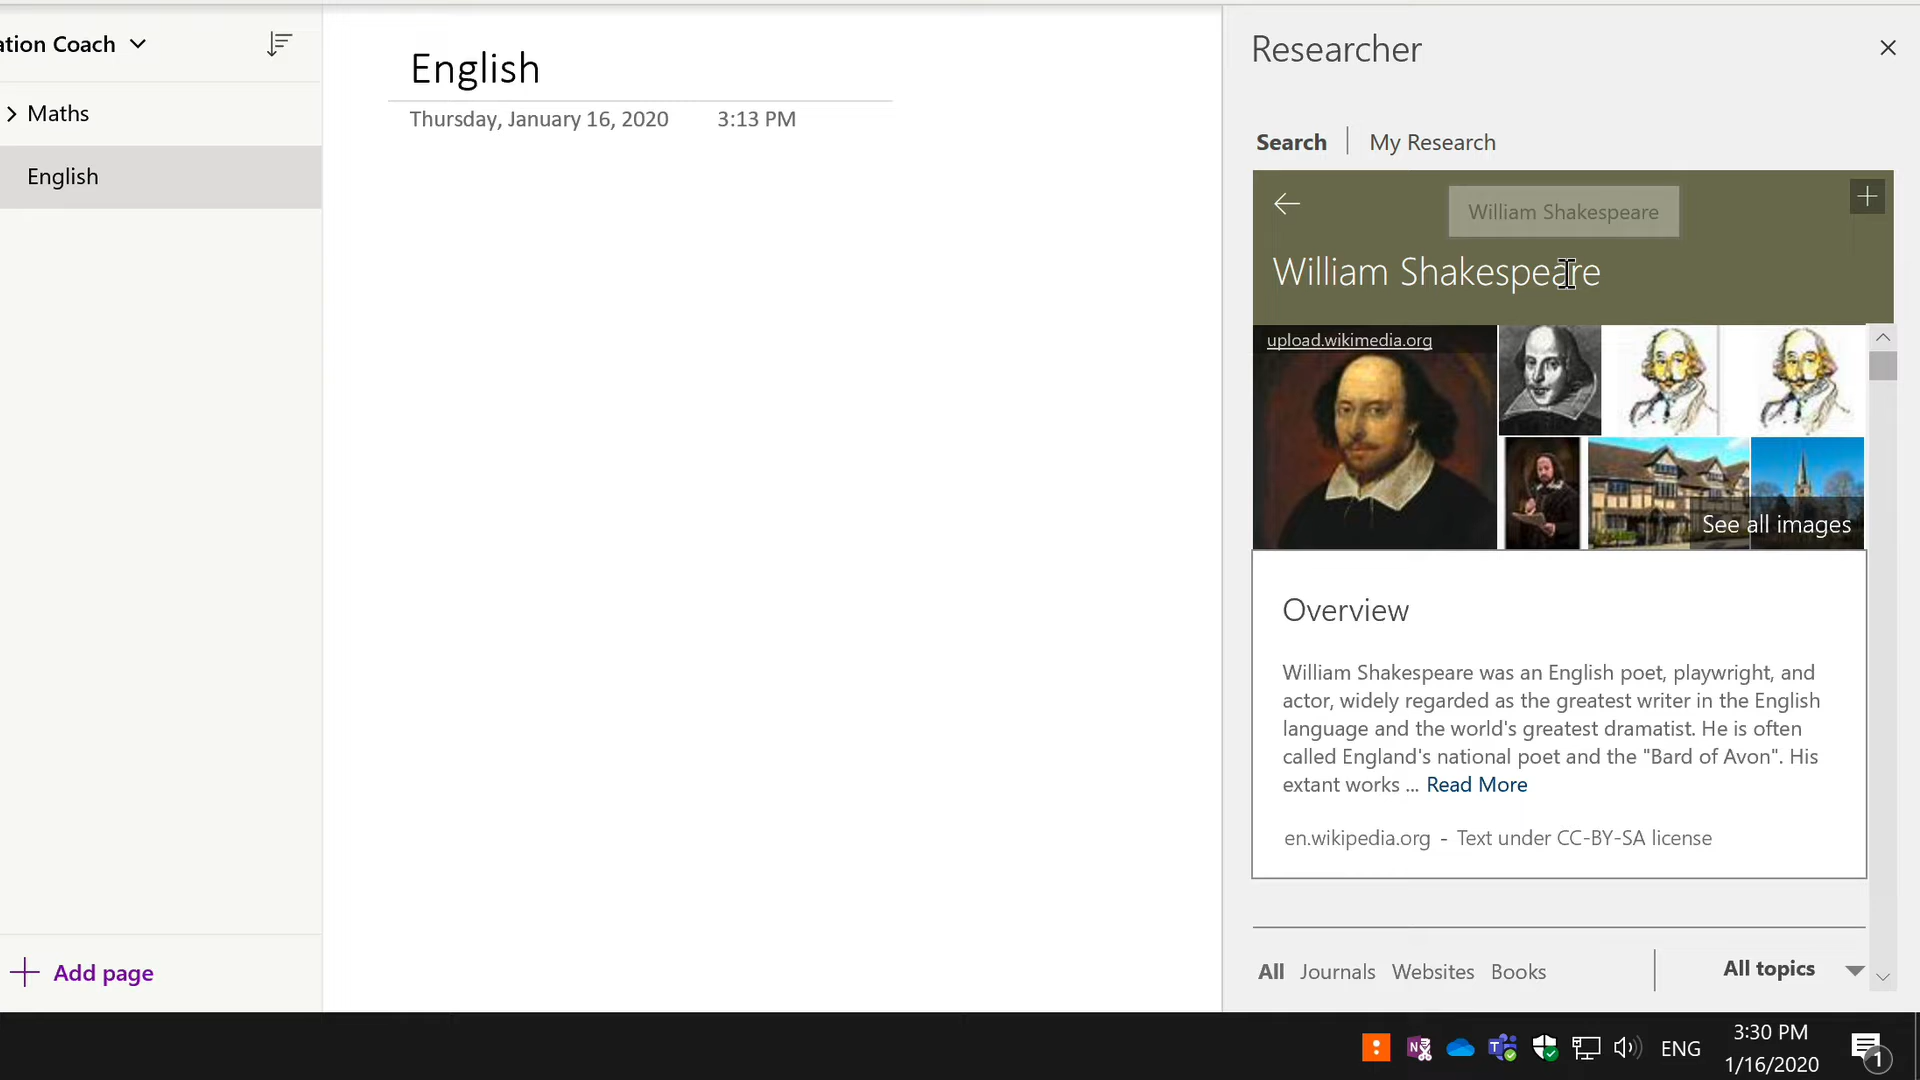 ation Coach
Maths
English
Add page
English
Thursday, January 16, 2020 3:13 PM
Researcher
Search My Research
William Shakespeare
William Shakespeare
upload.wikimedia.org
See all images
Overview
William Shakespeare was an English poet, playwright, and
actor, widely regarded as the greatest writer in the English
language and the world's greatest dramatist. He is often
called England's national poet and the "Bard of Avon". His
extant works ... Read More
en.wikipedia.org - Text under CC-BY-SA license
All Journals Websites Books All topics
ENG
3:30 PM
1/16/2020
1